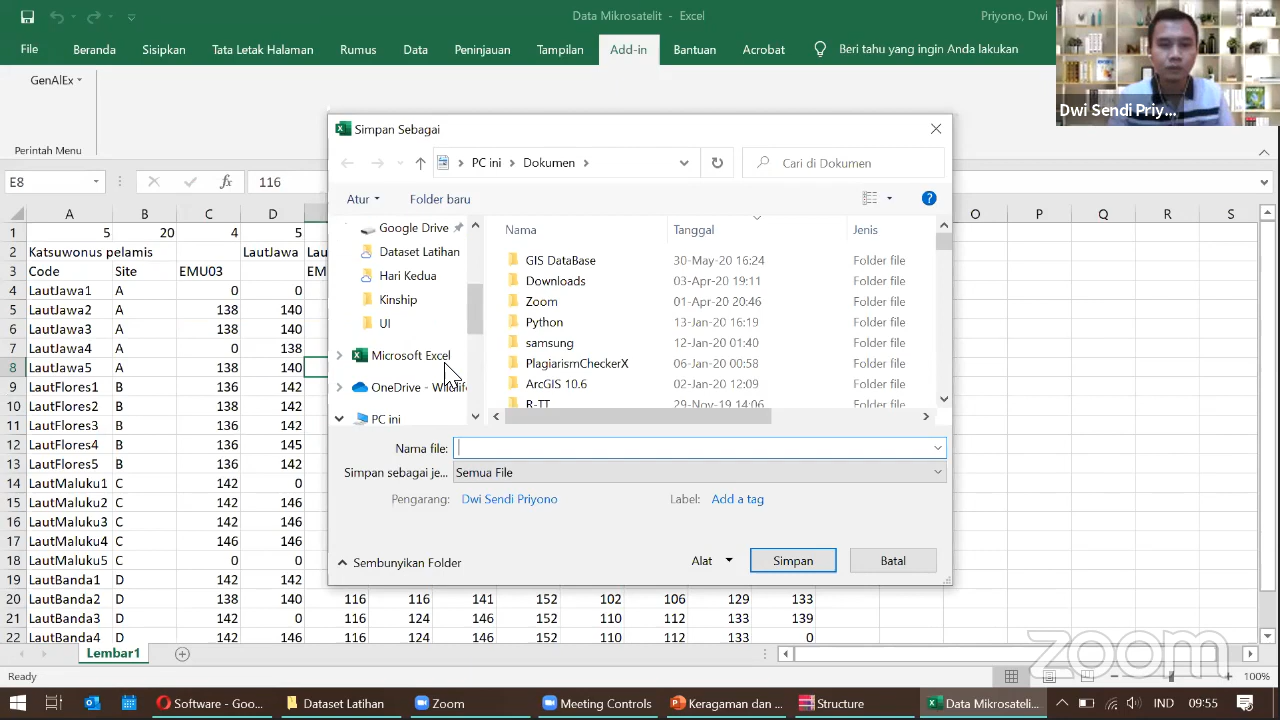 Data Mikrosatelit - Excel
Priyono, Dwi
File Beranda Sisipkan Tata Letak Halaman Rumus Data Peninjauan Tampilan Add-in Bantuan Acrobat Beri tahu yang ingin Anda lakukan
GenAlEx
Perintah Menu
Dwi Sendi Priy...
Simpan Sebagai
PC ini Dokumen
Cari di Dokumen
E8 fx 116
Atur Folder baru
Google Drive
Dataset Latihan
Hari Kedua
Kinship
UI
Microsoft Excel
OneDrive -
PC ini
Nama Tanggal Jenis
GIS DataBase 30-May-20 16:24 Folder file
Downloads 03-Apr-20 19:11 Folder file
Zoom 01-Apr-20 20:46 Folder file
Python 13-Jan-20 16:19 Folder file
samsung 12-Jan-20 01:40 Folder file
PlagiarismCheckerX 06-Jan-20 00:58 Folder file
ArcGIS 10.6 02-Jan-20 12:09 Folder file
R-TT 29-Nov-19 14:06 Folder file
Nama file:
Simpan sebagai je... Semua File
Pengarang: Dwi Sendi Priyono Label: Add a tag
Sembunyikan Folder Alat Simpan Batal
A B C D O P Q R S
1 5 20 4 5
2 Katsuwonus pelamis LautJawa Lau
3 Code Site EMU03 EM
4 LautJawa1 A 0 0
5 LautJawa2 A 138 140
6 LautJawa3 A 138 140
7 LautJawa4 A 0 138
8 LautJawa5 A 138 140
9 LautFlores1 B 136 142
10 LautFlores2 B 138 142
11 LautFlores3 B 136 142
12 LautFlores4 B 136 145
13 LautFlores5 B 136 142
14 LautMaluku1 C 142 0
15 LautMaluku2 C 142 146
16 LautMaluku3 C 142 146
17 LautMaluku4 C 146 146
18 LautMaluku5 C 0 0
19 LautBanda1 D 142 142
20 LautBanda2 D 138 140 116 116 141 152 102 106 129 133
21 LautBanda3 D 142 0 116 124 146 152 110 112 133 139
22 LautBanda4 D 142 146 116 124 146 152 110 112 133 0
Lembar1
Ready
100%
zoom
Software - Goo...
Dataset Latihan
Zoom
Meeting Controls
Keragaman dan ...
Structure
Data Mikrosatelit...
IND
09:55